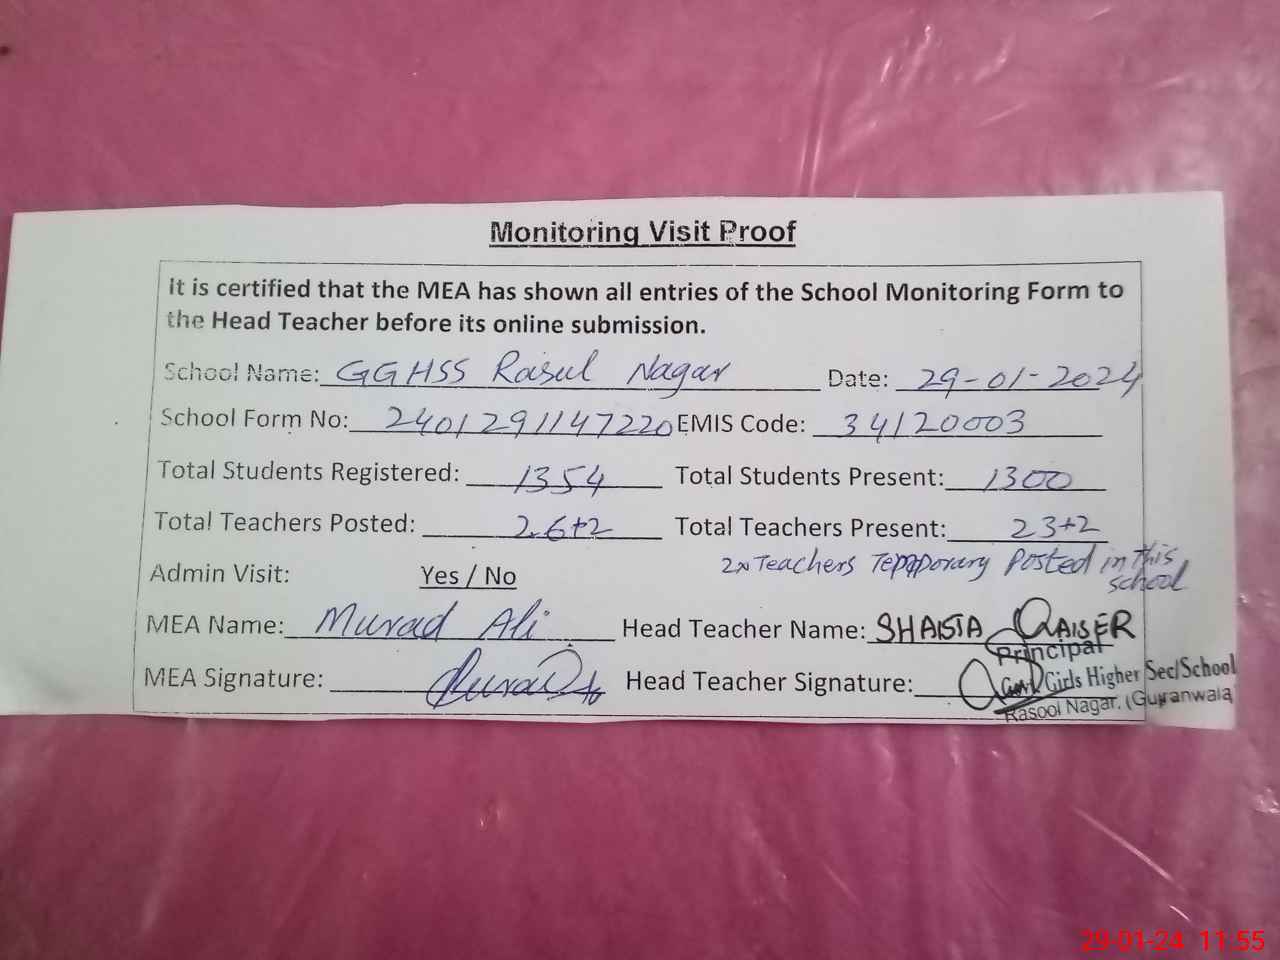 Monitoring Visit Proof
It is certified that the MEA has shown all entries of the School Monitoring Form to
the Head Teacher before its online submission.
School Name: GGHSS Rasul Nagar Date: 29-01-2024
School Form No: 2401291147220 EMIS Code: 34120003
Total Students Registered: 1354 Total Students Present: 1300
Total Teachers Posted: 26+2 Total Teachers Present: 23+2
2x Teachers Tempporary Posted in this
school
Admin Visit: Yes / No
MEA Name: Murad Ali Head Teacher Name: SHAISTA QAISER
Principal
MEA Signature: Head Teacher Signature:
Govt Girls Higher Sec/School
Rasool Nagar, (Gujranwala)
29-01-24 11:55